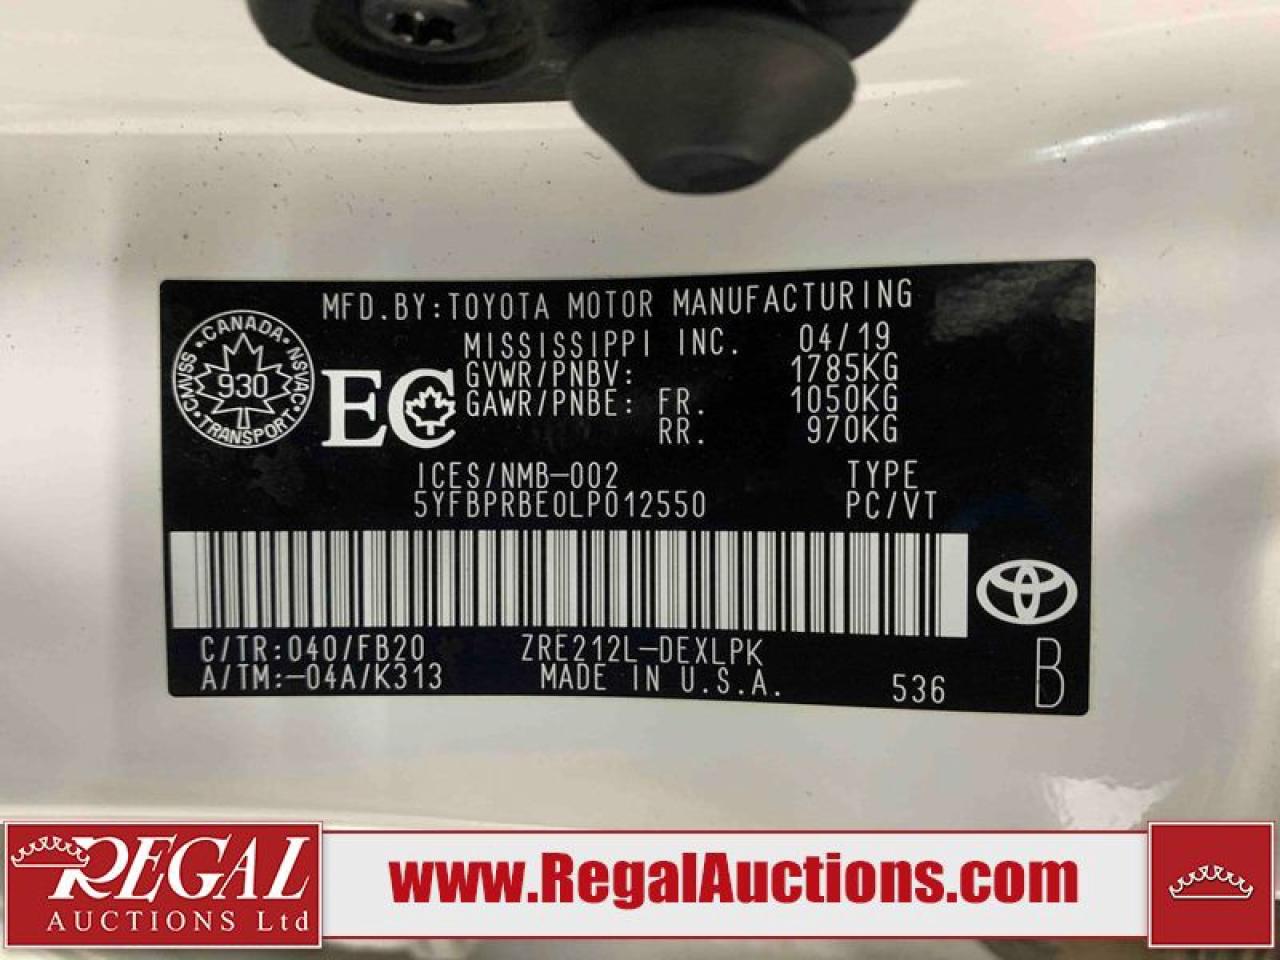 MFD.BY:TOYOTA MOTOR MANUFACTURING
MISSISSIPPI INC. 04/19
GVWR/PNBV: 1785KG
GAWR/PNBE: FR. 1050KG
RR. 970KG
CANADA
CMVSS 930 NSVAC
TRANSPORT
EC
ICES/NMB-002 TYPE
5YFBPRBE0LP012550 PC/VT
C/TR:040/FB20 ZRE212L-DEXLPK
A/TM:-04A/K313 MADE IN U.S.A. 536 B
REGAL
AUCTIONS Ltd
www.RegalAuctions.com